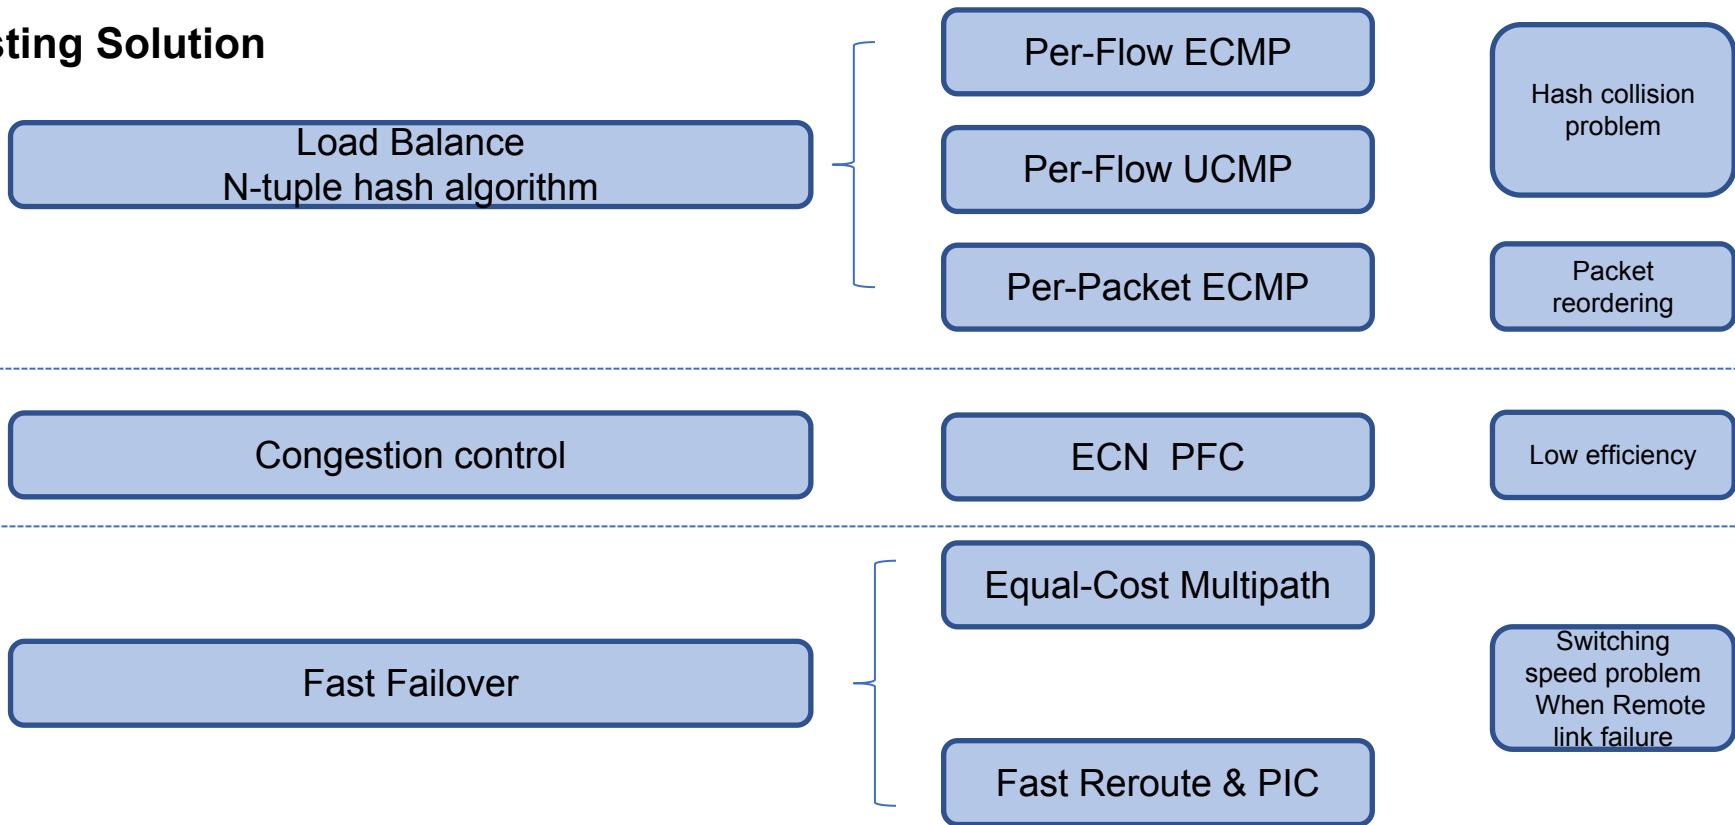 sting Solution
Load Balance
N-tuple hash algorithm
Per-Flow ECMP
Per-Flow UCMP
Per-Packet ECMP
Hash collision
problem
Packet
reordering
Congestion control
ECN PFC
Low efficiency
Fast Failover
Equal-Cost Multipath
Fast Reroute & PIC
Switching
speed problem
When Remote
link failure